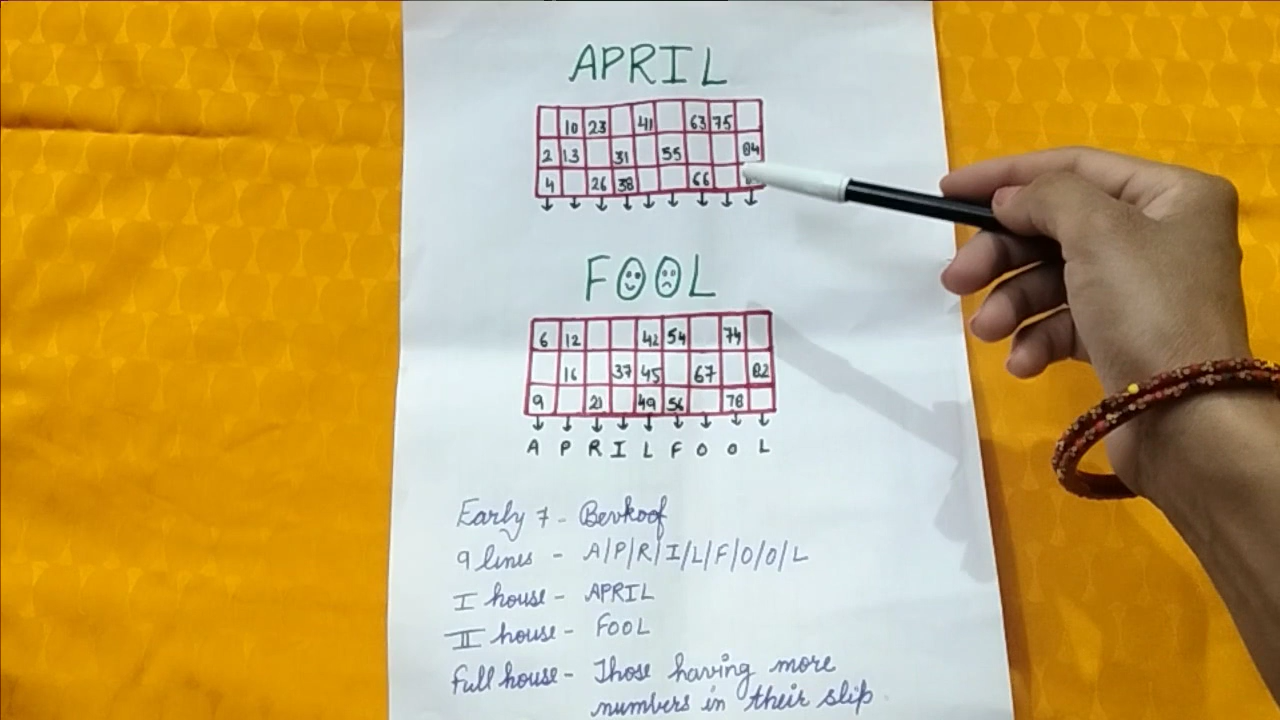 APRIL
10 23 41 63 75
2 13 31 55 84
4 26 38 66
FOOL
6 12 42 54 74
16 37 45 67 82
9 21 49 56 78
A P R I L F O O L
Early 7 - Bevkoof
9 lines - A/P/R/I/L/F/O/O/L
I house - APRIL
II house - FOOL
Full house - Those having more
numbers in their slip.